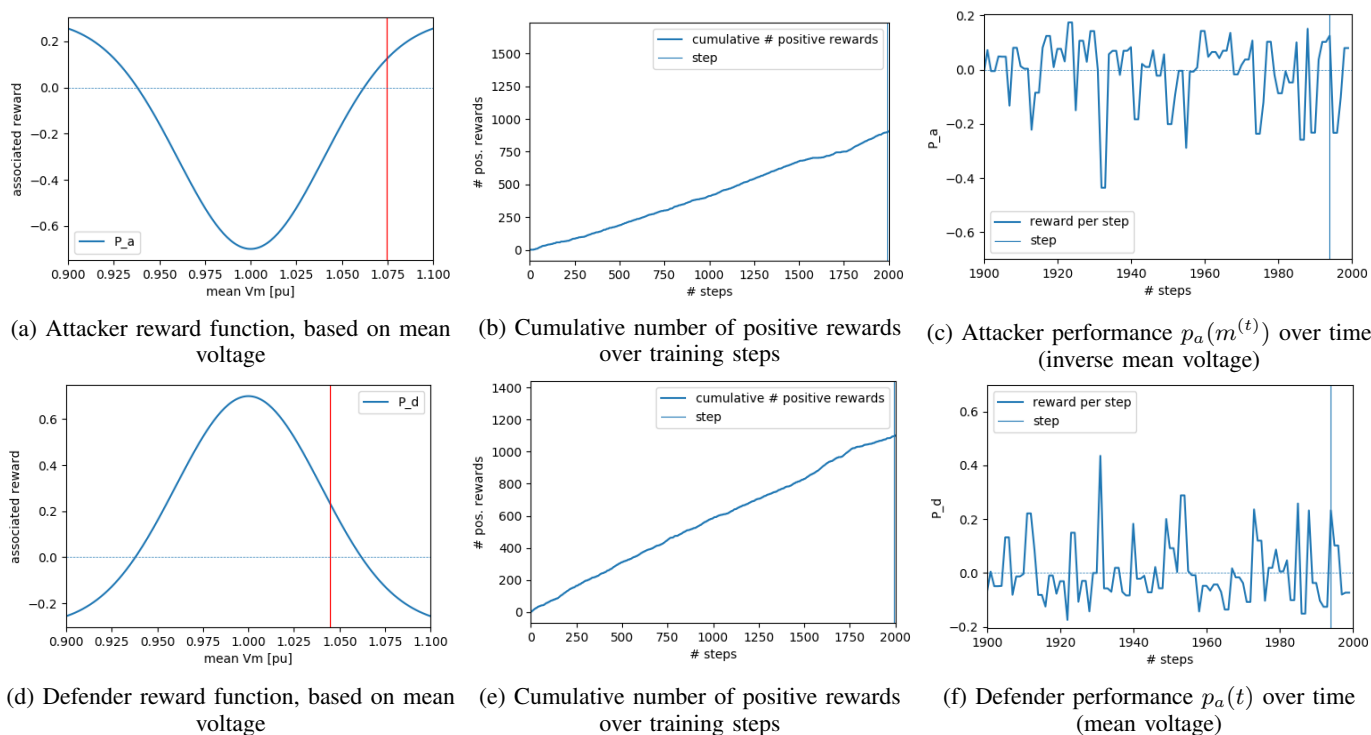 0.2
0.0
−0.2
−0.4
−0.6
associated reward
P_a
0.900 0.925 0.950 0.975 1.000 1.025 1.050 1.075 1.100
mean Vm [pu]
(a) Attacker reward function, based on mean
voltage
1500
1250
1000
750
500
250
0
# pos. rewards
cumulative # positive rewards
step
0 250 500 750 1000 1250 1500 1750 2000
# steps
(b) Cumulative number of positive rewards
over training steps
0.2
0.0
−0.2
−0.4
−0.6
P_a
reward per step
step
1900 1920 1940 1960 1980 2000
# steps
(c) Attacker performance p_a(m^(t)) over time
(inverse mean voltage)
0.6
0.4
0.2
0.0
−0.2
associated reward
P_d
0.900 0.925 0.950 0.975 1.000 1.025 1.050 1.075 1.100
mean Vm [pu]
(d) Defender reward function, based on mean
voltage
1400
1200
1000
800
600
400
200
0
# pos. rewards
cumulative # positive rewards
step
0 250 500 750 1000 1250 1500 1750 2000
# steps
(e) Cumulative number of positive rewards
over training steps
0.6
0.4
0.2
0.0
−0.2
P_d
reward per step
step
1900 1920 1940 1960 1980 2000
# steps
(f) Defender performance p_a(t) over time
(mean voltage)